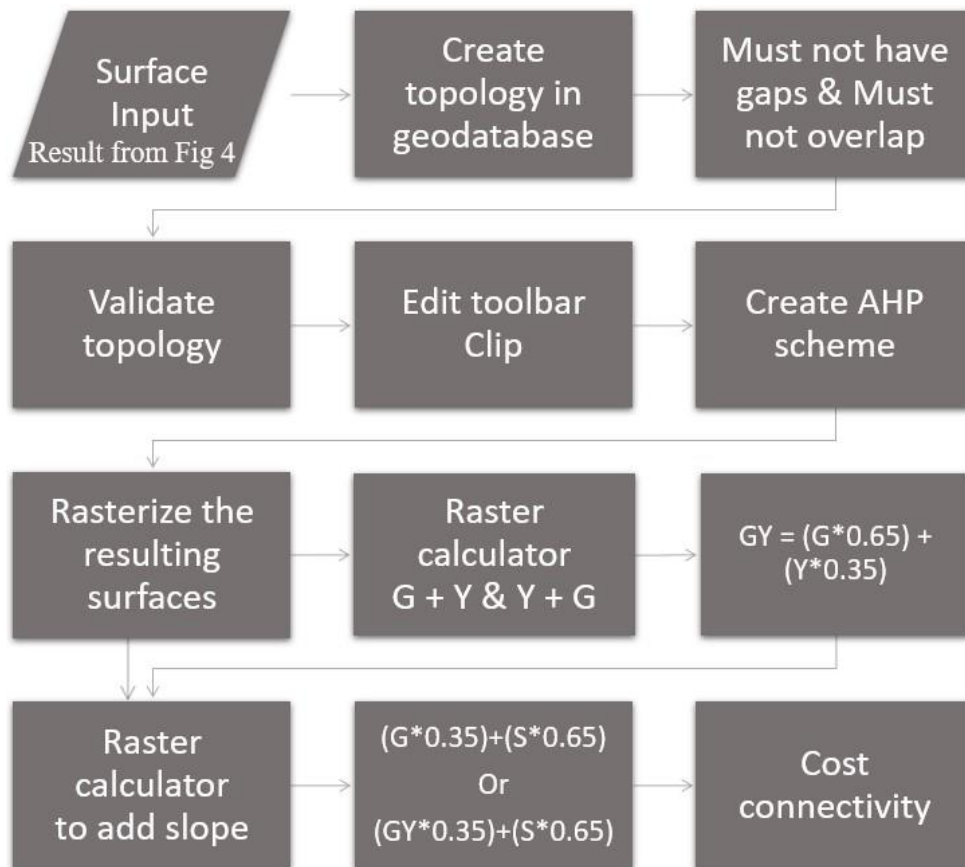 Surface
Input
Result from Fig 4
Create
topology in
geodatabase
Must not have
gaps & Must
not overlap
Validate
topology
Edit toolbar
Clip
Create AHP
scheme
Rasterize the
resulting
surfaces
Raster
calculator
G + Y & Y + G
GY = (G*0.65) +
(Y*0.35)
Raster
calculator
to add slope
(G*0.35)+(S*0.65)
Or
(GY*0.35)+(S*0.65)
Cost
connectivity